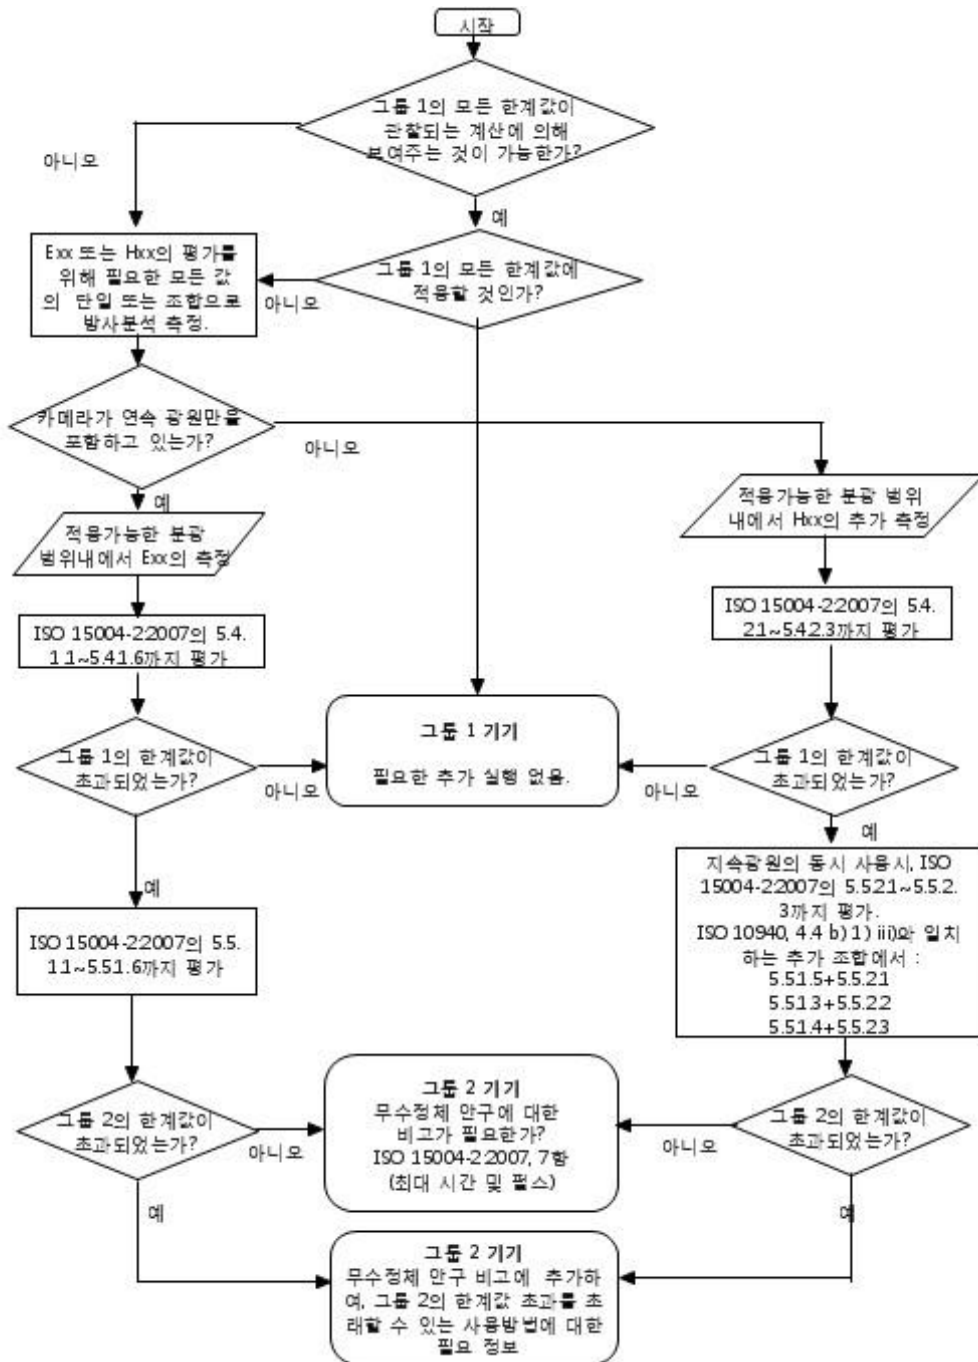 시작
그룹 1의 모든 한계값이
관찰되는 계산에 의해
보여주는 것이 가능한가?
아니오
예
Exx 또는 Hxx의 평가를
위해 필요한 모든 값
의 단일 또는 조합으로
방사분석 측정.
그룹 1의 모든 한계값에
적용할 것인가?
아니오
카메라가 연속 광원만을
포함하고 있는가?
아니오
예
적용가능한 분광
범위내에서 Exx의 측정
적용가능한 분광 범위
내에서 Hxx의 추가 측정
ISO 15004-2:2007의 5.4.
1.1~5.4.1.6까지 평가
ISO 15004-2:2007의 5.4.
2.1~5.4.2.3까지 평가
그룹 1의 한계값이
초과되었는가?
아니오
그룹 1 기기
필요한 추가 실행 없음.
그룹 1의 한계값이
초과되었는가?
아니오
예
예
ISO 15004-2:2007의 5.5.
1.1~5.5.1.6까지 평가
지속광원의 동시 사용시, ISO
15004-2:2007의 5.5.2.1~5.5.2.
3까지 평가.
ISO 10940, 4.4 b) 1) iii)와 일치
하는 추가 조합에서 :
5.5.1.5+5.5.2.1
5.5.1.3+5.5.2.2
5.5.1.4+5.5.2.3
그룹 2의 한계값이
초과되었는가?
아니오
예
그룹 2 기기
무수정체 안구에 대한
비고가 필요한가?
ISO 15004-2:2007, 7항
(최대 시간 및 펄스)
그룹 2의 한계값이
초과되었는가?
아니오
예
그룹 2 기기
무수정체 안구 비고에 추가하
여, 그룹 2의 한계값 초과를 초
래할 수 있는 사용방법에 대한
필요 정보